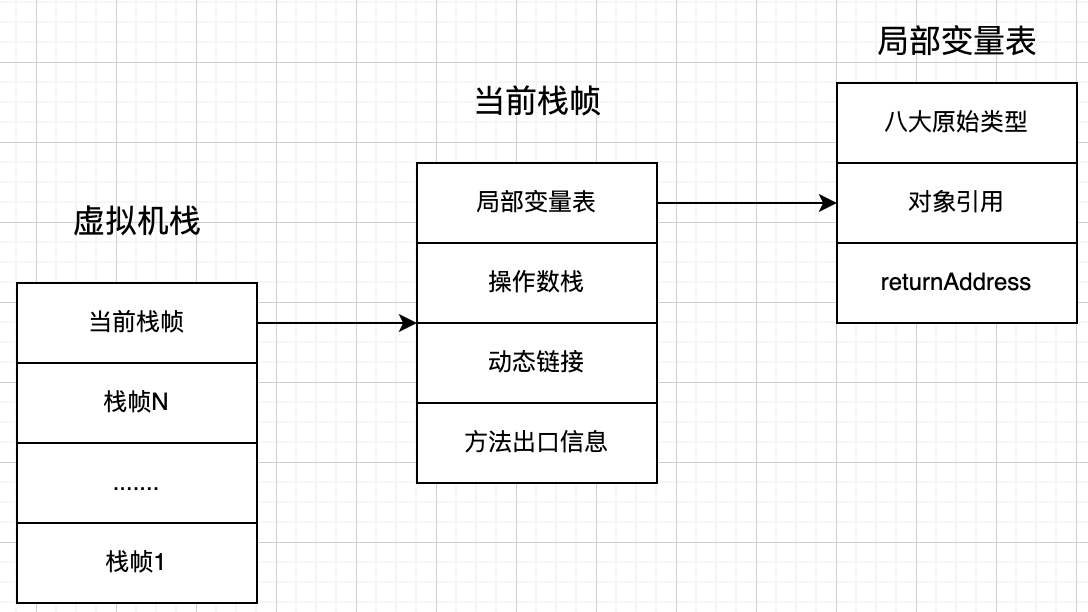 虚拟机栈
当前栈帧
栈帧N
.......
栈帧1
当前栈帧
局部变量表
操作数栈
动态链接
方法出口信息
局部变量表
八大原始类型
对象引用
returnAddress